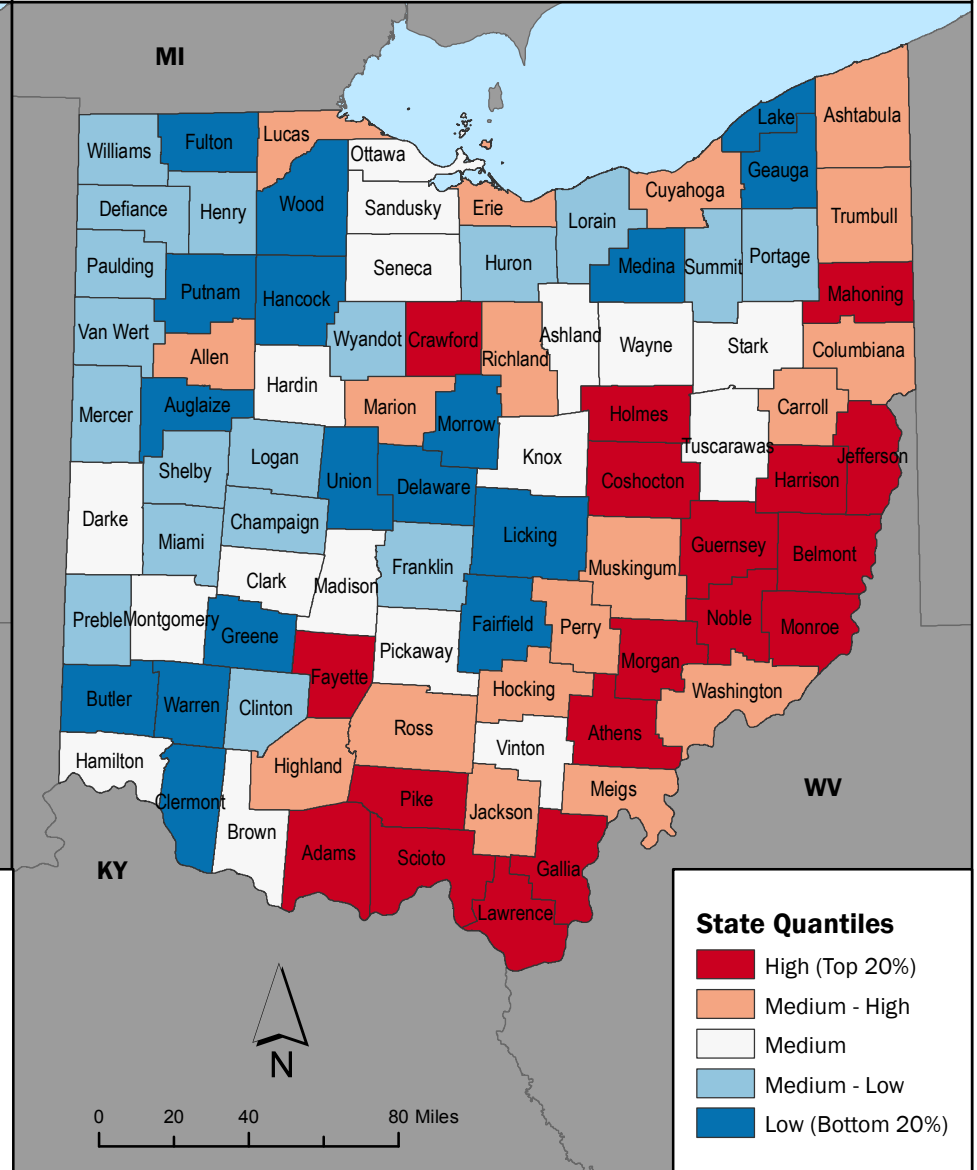 MI
Williams
Fulton
Lucas
Ottawa
Lake
Ashtabula
Geauga
Defiance
Henry
Wood
Sandusky
Erie
Lorain
Cuyahoga
Trumbull
Paulding
Putnam
Hancock
Seneca
Huron
Medina
Summit
Portage
Mahoning
Van Wert
Allen
Wyandot
Crawford
Richland
Ashland
Wayne
Stark
Columbiana
Mercer
Auglaize
Hardin
Marion
Morrow
Holmes
Carroll
Tuscarawas
Jefferson
Shelby
Logan
Union
Delaware
Knox
Coshocton
Harrison
Darke
Miami
Champaign
Licking
Guernsey
Belmont
Clark
Madison
Franklin
Muskingum
Preble
Montgomery
Greene
Pickaway
Fairfield
Perry
Noble
Monroe
Butler
Warren
Clinton
Fayette
Hocking
Morgan
Washington
Ross
Vinton
Athens
Hamilton
Highland
WV
Clermont
Brown
Pike
Jackson
Meigs
KY
Adams
Scioto
Gallia
Lawrence
State Quantiles
High (Top 20%)
Medium - High
Medium
Medium - Low
Low (Bottom 20%)
N
0 20 40 80 Miles